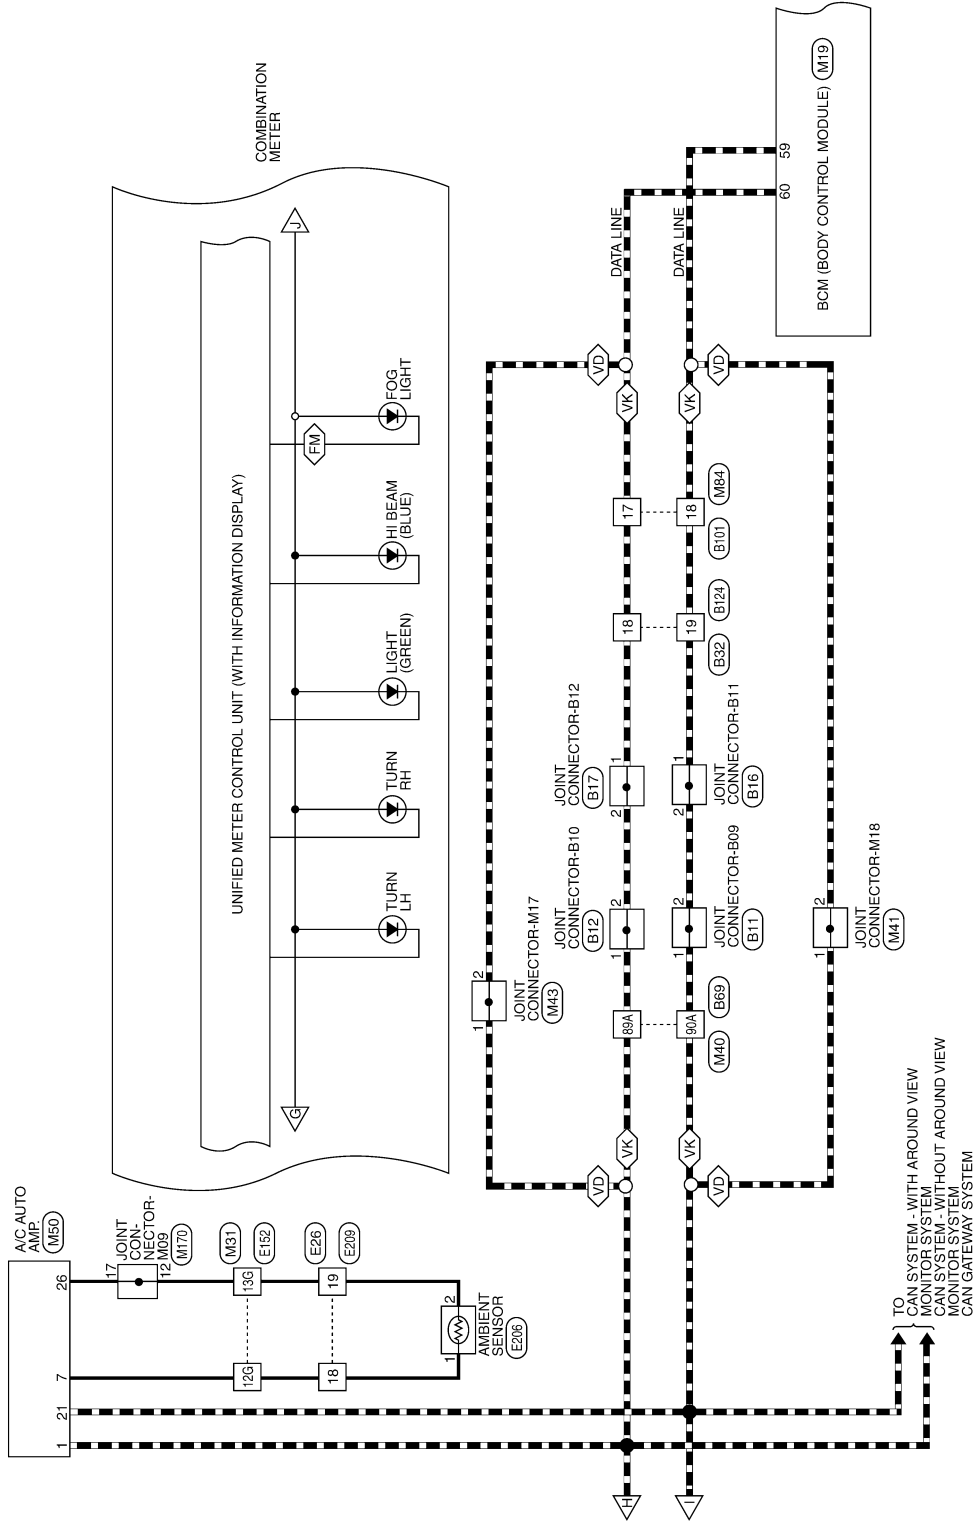 A/C AUTO
AMP.
M50
1
21
7
26
17
JOINT
CON-
NECTOR-
M09
M170
12
12G
13G
M31
E152
18
19
E26
E209
1
2
AMBIENT
SENSOR
E206
COMBINATION
METER
UNIFIED METER CONTROL UNIT (WITH INFORMATION DISPLAY)
G
J
TURN
LH
TURN
RH
LIGHT
(GREEN)
HI BEAM
(BLUE)
FM
FOG
LIGHT
1
2
JOINT
CONNECTOR-M17
M43
H
VD
VK
89A
1
2
JOINT
CONNECTOR-B10
B12
2
1
JOINT
CONNECTOR-B12
B17
18
17
VK
VD
DATA LINE
60
I
VK
VD
90A
M40
B69
1
2
JOINT
CONNECTOR-B09
B11
2
1
JOINT
CONNECTOR-B11
B16
19
B32
B124
18
B101
M84
VK
VD
DATA LINE
59
BCM (BODY CONTROL MODULE)
M19
1
2
JOINT
CONNECTOR-M18
M41
TO
CAN SYSTEM - WITH AROUND VIEW
MONITOR SYSTEM
CAN SYSTEM - WITHOUT AROUND VIEW
MONITOR SYSTEM
CAN GATEWAY SYSTEM